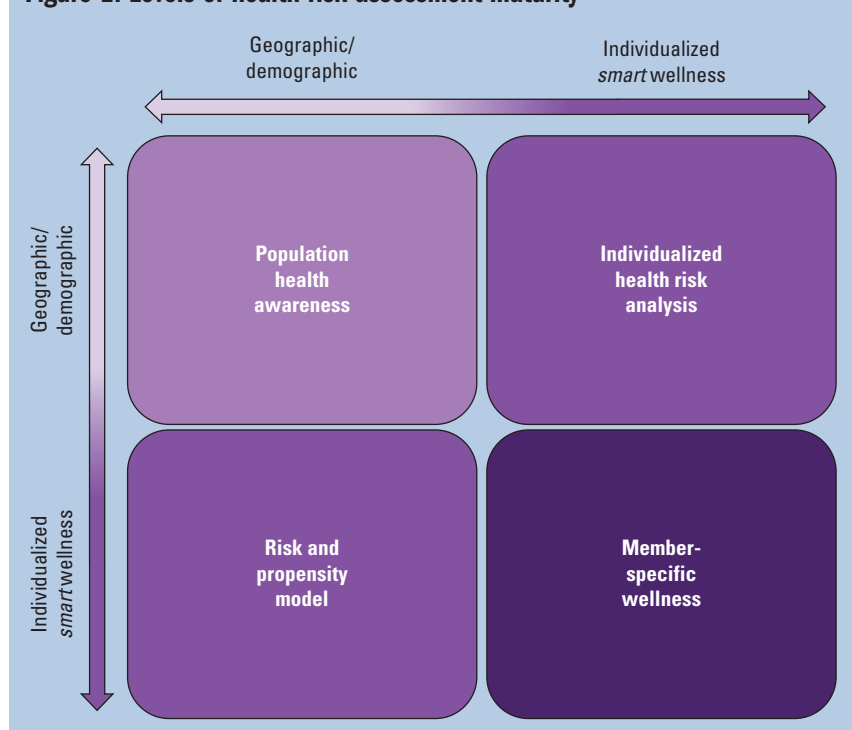 Geographic/
demographic
Individualized
smart wellness
Geographic/
demographic
Population
health
awareness
Individualized
health risk
analysis
Individualized
smart wellness
Risk and
propensity
model
Member-
specific
wellness